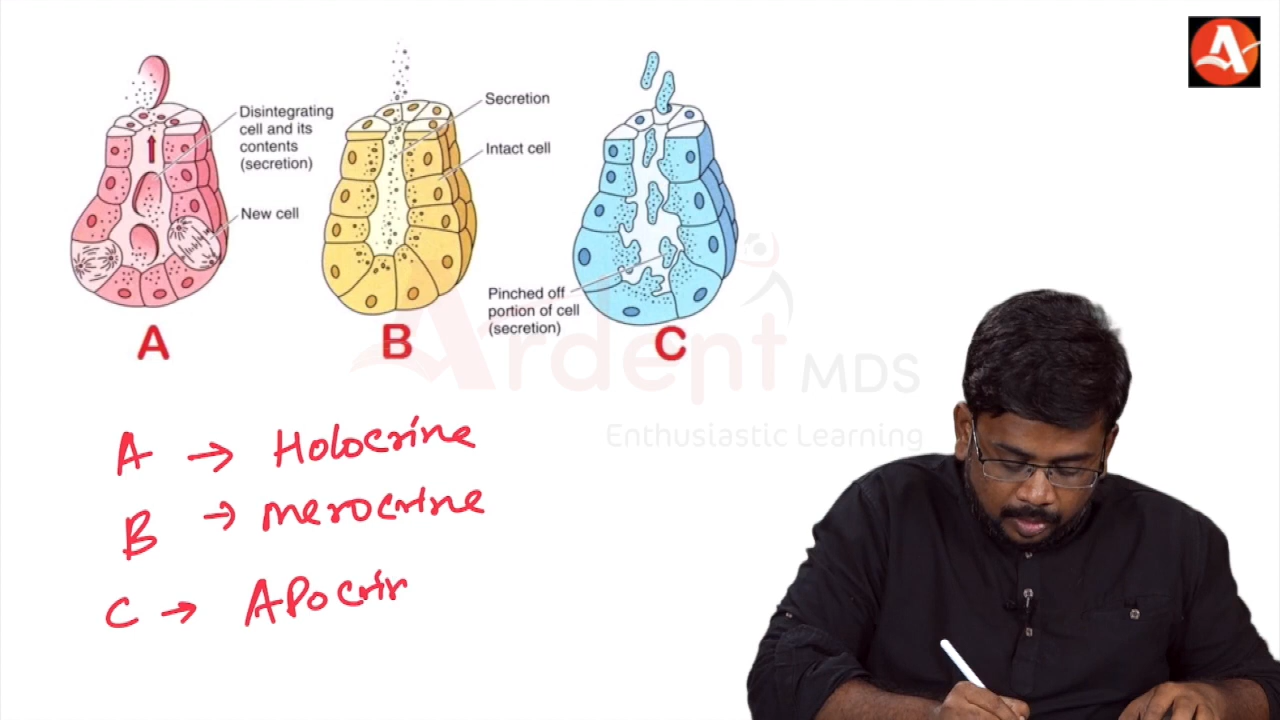 Disintegrating
cell and its
contents
(secretion)
New cell
Secretion
Intact cell
Pinched off
portion of cell
(secretion)
A
B
C
Ardent MDS
Enthusiastic Learning
A → Holocrine
B → merocrine
C → Apocrin